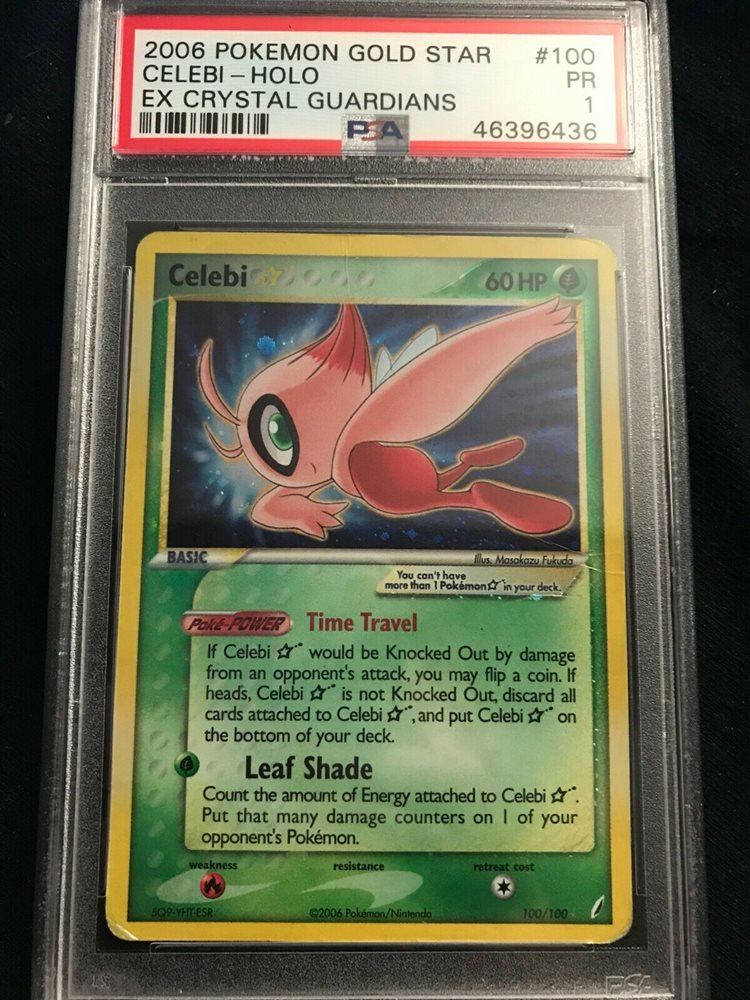 2006 POKEMON GOLD STAR #100
CELEBI - HOLO PR
EX CRYSTAL GUARDIANS 1
PSA 46396436
Celebi ☆ 60 HP
BASIC
Illus. Masakazu Fukuda
You can't have
more than 1 Pokémon ☆ in your deck.
Poké-POWER Time Travel
If Celebi ☆ would be Knocked Out by damage
from an opponent's attack, you may flip a coin. If
heads, Celebi ☆ is not Knocked Out, discard all
cards attached to Celebi ☆, and put Celebi ☆ on
the bottom of your deck.
Leaf Shade
Count the amount of Energy attached to Celebi ☆.
Put that many damage counters on 1 of your
opponent's Pokémon.
weakness resistance retreat cost
5Q9-YHT-ESR ©2006 Pokémon/Nintendo 100/100
PSA